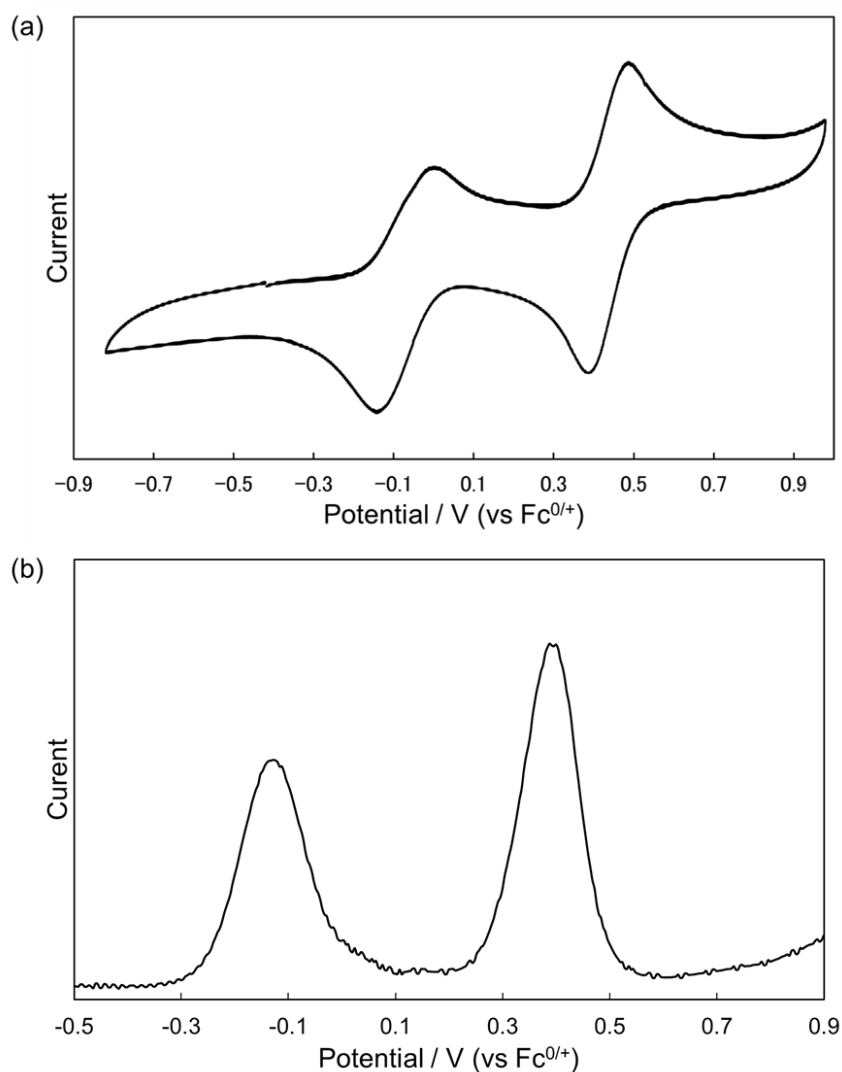 (a)
Current
−0.9 −0.7 −0.5 −0.3 −0.1 0.1 0.3 0.5 0.7 0.9
Potential / V (vs Fc⁰/⁺)
(b)
Curent
-0.5 -0.3 -0.1 0.1 0.3 0.5 0.7 0.9
Potential / V (vs Fc⁰/⁺)